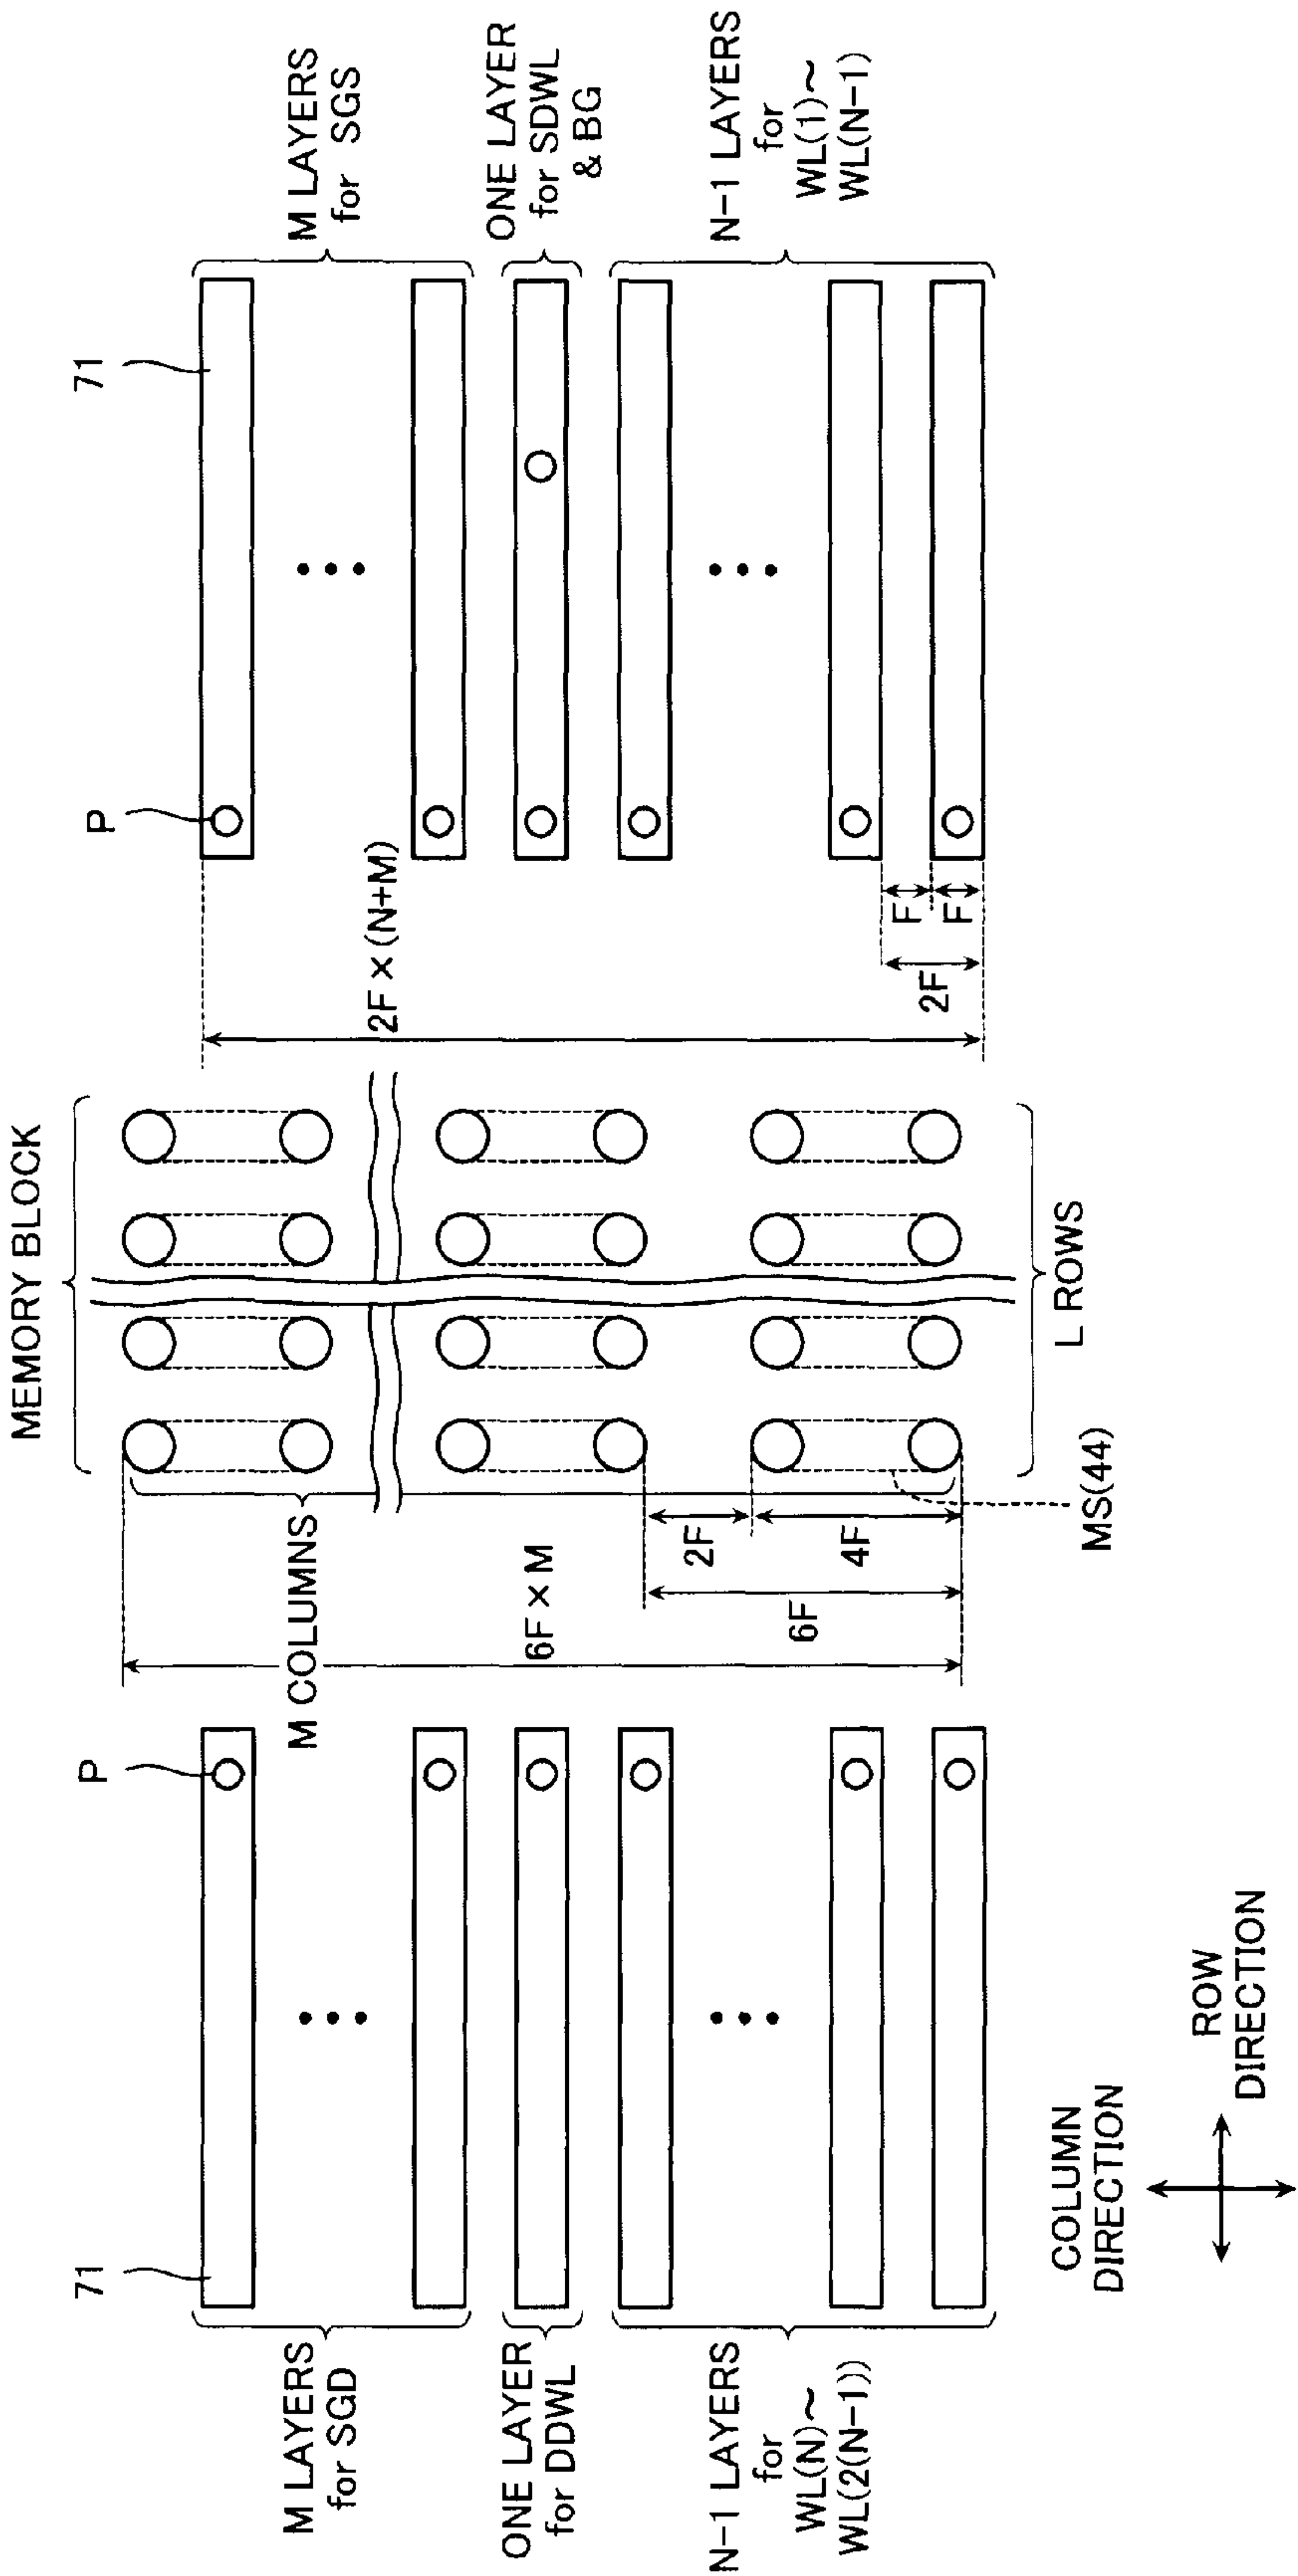 MEMORY BLOCK
71
P
M LAYERS
for SGD
ONE LAYER
for DDWL
N-1 LAYERS
for
WL(N)~
WL(2(N-1))
M COLUMNS
6F×M
2F
4F
6F
MS(44)
L ROWS
P
71
2F×(N+M)
F
F
2F
M LAYERS
for SGS
ONE LAYER
for SDWL
& BG
N-1 LAYERS
for
WL(1)~
WL(N-1)
COLUMN
DIRECTION
ROW
DIRECTION